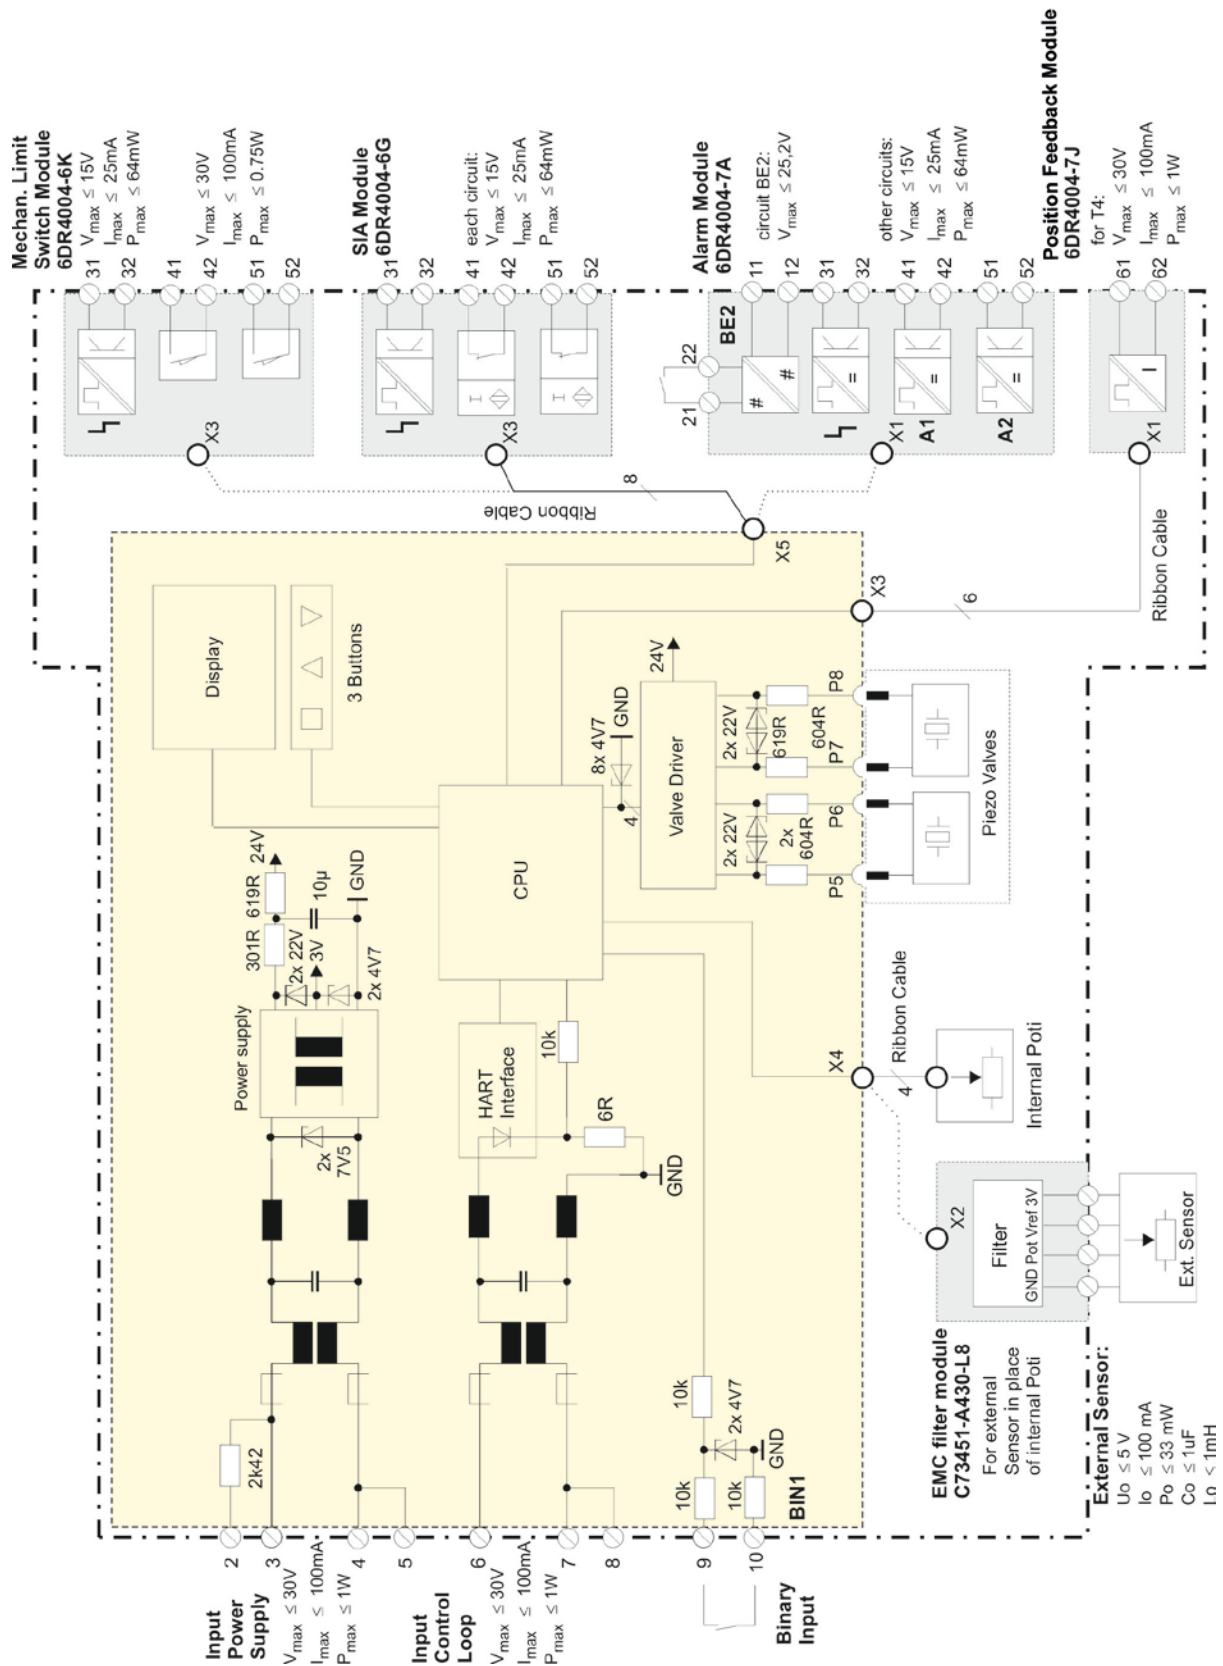 Mechan. Limit
Switch Module
6DR4004-6K
Vmax ≤ 15V
Imax ≤ 25mA
Pmax ≤ 64mW
Vmax ≤ 30V
Imax ≤ 100mA
Pmax ≤ 0.75W
31
32
41
42
51
52
X3
SIA Module
6DR4004-6G
each circuit:
Vmax ≤ 15V
Imax ≤ 25mA
Pmax ≤ 64mW
31
32
41
42
51
52
I
I
X3
Alarm Module
6DR4004-7A
circuit BE2:
Vmax ≤ 25,2V
other circuits:
Vmax ≤ 15V
Imax ≤ 25mA
Pmax ≤ 64mW
BE2
21
22
11
12
31
32
41
42
51
52
#
#
=
=
=
X1
A1
A2
Position Feedback Module
6DR4004-7J
for T4:
Vmax ≤ 30V
Imax ≤ 100mA
Pmax ≤ 1W
61
62
I
X1
Ribbon Cable
8
X5
X3
6
Ribbon Cable
Display
3 Buttons
24V
619R
301R
10µ
GND
2x 22V
3V
2x 4V7
Power supply
2x
7V5
CPU
HART
Interface
10k
6R
GND
8x 4V7
GND
4
Valve Driver
24V
2x 22V
2x 22V
2x
604R
619R
604R
P5
P6
P7
P8
Piezo Valves
X4
Ribbon Cable
4
Internal Poti
X2
Filter
GND Pot Vref 3V
Ext. Sensor
EMC filter module
C73451-A430-L8
For external
Sensor in place
of internal Poti
External Sensor:
Uo ≤ 5 V
Io ≤ 100 mA
Po ≤ 33 mW
Co ≤ 1uF
Lo ≤ 1mH
2k42
2
3
4
5
Input
Power
Supply
Vmax ≤ 30V
Imax ≤ 100mA
Pmax ≤ 1W
6
7
8
Input
Control
Loop
Vmax ≤ 30V
Imax ≤ 100mA
Pmax ≤ 1W
10k
10k
10k
2x 4V7
GND
BIN1
9
10
Binary
Input